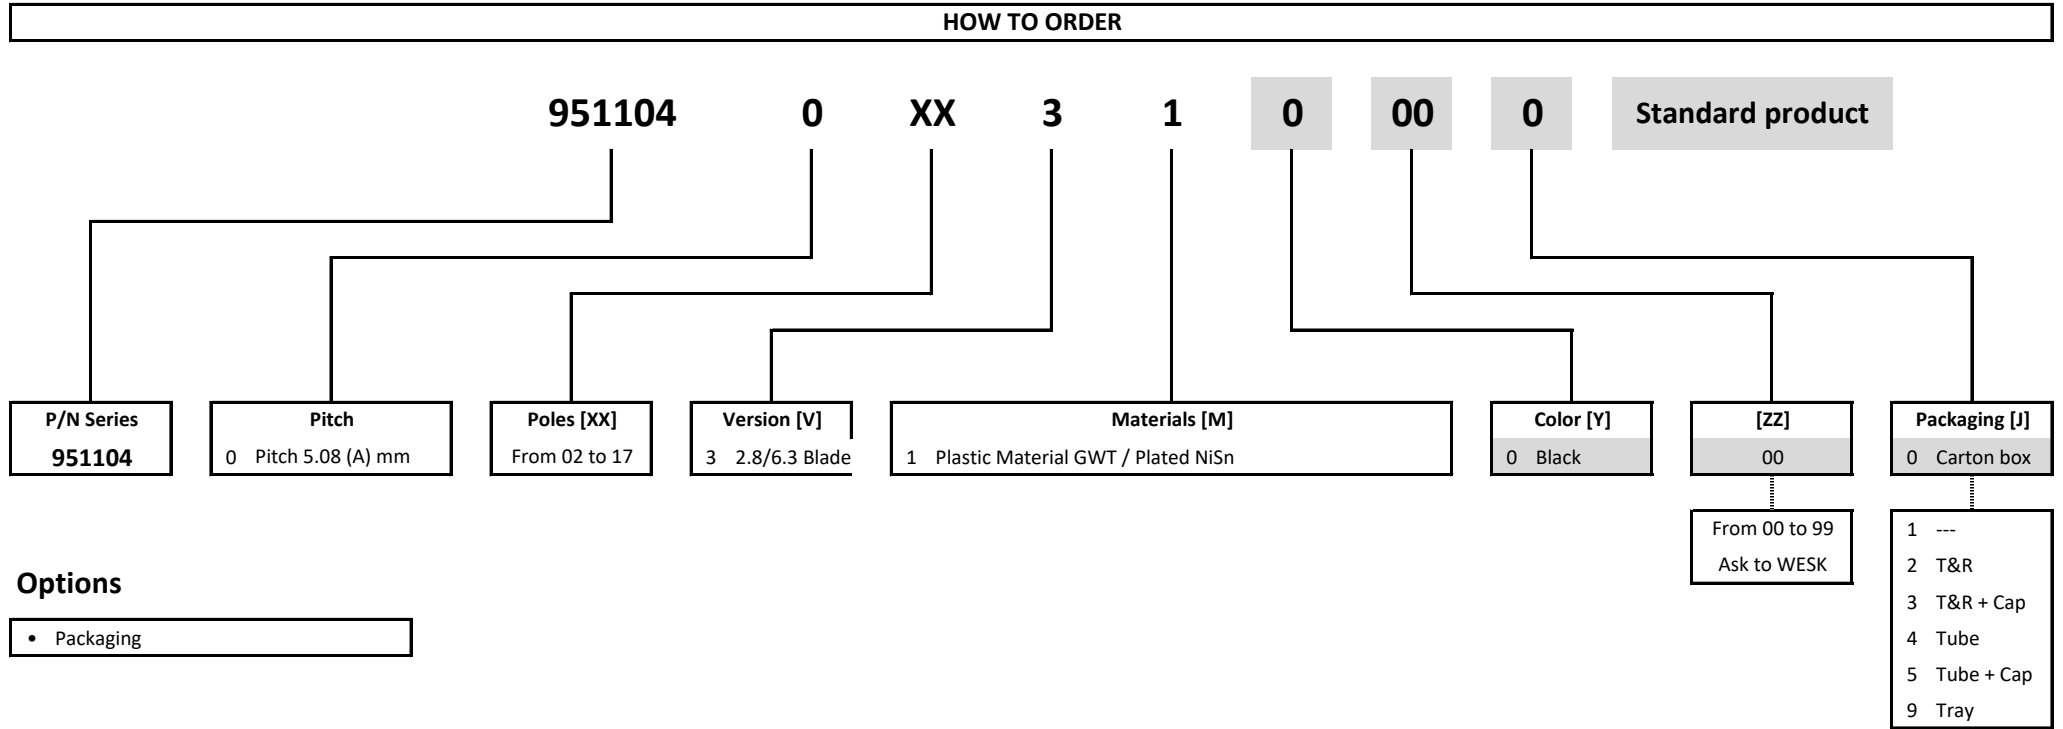 HOW TO ORDER
951104 0 XX 3 1 0 00 0 Standard product
P/N Series Pitch Poles [XX] Version [V] Materials [M] Color [Y] [ZZ] Packaging [J]
951104 0 Pitch 5.08 (A) mm From 02 to 17 3 2.8/6.3 Blade 1 Plastic Material GWT / Plated NiSn 0 Black 00 0 Carton box
From 00 to 99 1 ---
Ask to WESK 2 T&R
Options 3 T&R + Cap
• Packaging 4 Tube
5 Tube + Cap
9 Tray